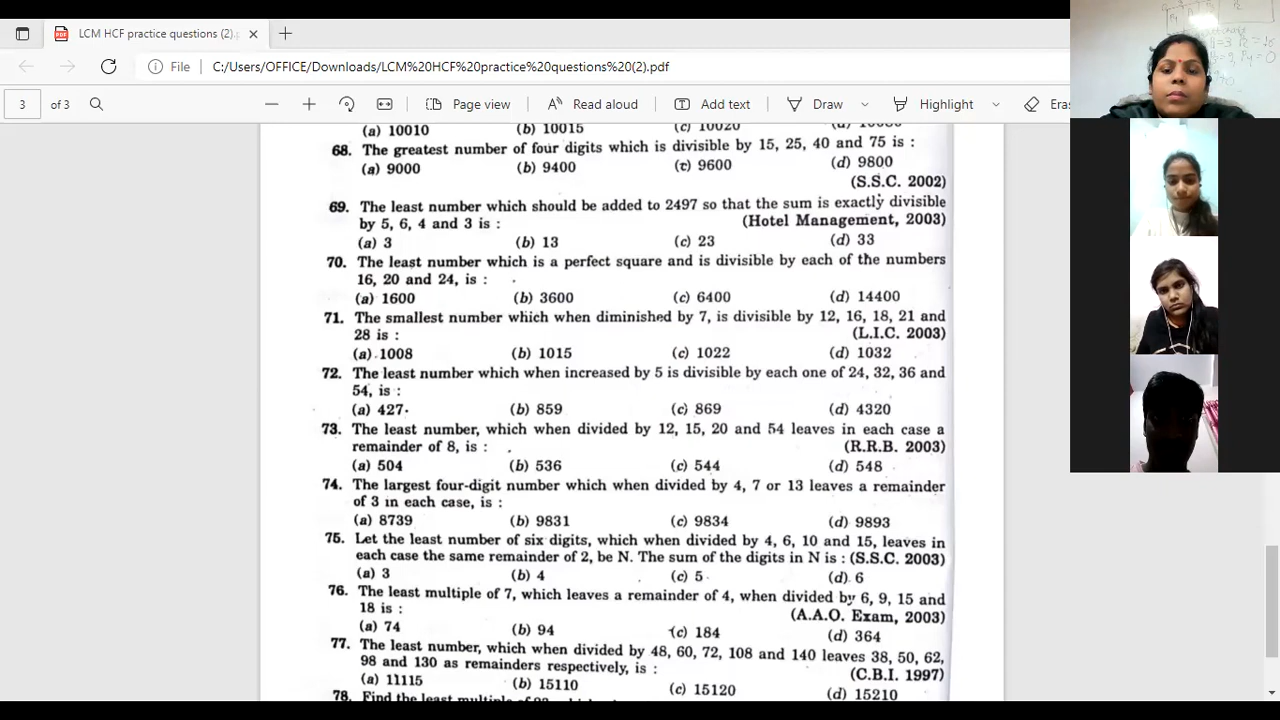 LCM HCF practice questions (2).p
File C:/Users/OFFICE/Downloads/LCM%20HCF%20practice%20questions%20(2).pdf
3 of 3 Page view Read aloud Add text Draw Highlight Eras
(a) 10010 (b) 10015 (c) 10020
68. The greatest number of four digits which is divisible by 15, 25, 40 and 75 is :
(a) 9000 (b) 9400 (c) 9600 (d) 9800
(S.S.C. 2002)
69. The least number which should be added to 2497 so that the sum is exactly divisible
by 5, 6, 4 and 3 is : (Hotel Management, 2003)
(a) 3 (b) 13 (c) 23 (d) 33
70. The least number which is a perfect square and is divisible by each of the numbers
16, 20 and 24, is :
(a) 1600 (b) 3600 (c) 6400 (d) 14400
71. The smallest number which when diminished by 7, is divisible by 12, 16, 18, 21 and
28 is : (L.I.C. 2003)
(a) 1008 (b) 1015 (c) 1022 (d) 1032
72. The least number which when increased by 5 is divisible by each one of 24, 32, 36 and
54, is :
(a) 427 (b) 859 (c) 869 (d) 4320
73. The least number, which when divided by 12, 15, 20 and 54 leaves in each case a
remainder of 8, is : (R.R.B. 2003)
(a) 504 (b) 536 (c) 544 (d) 548
74. The largest four-digit number which when divided by 4, 7 or 13 leaves a remainder
of 3 in each case, is :
(a) 8739 (b) 9831 (c) 9834 (d) 9893
75. Let the least number of six digits, which when divided by 4, 6, 10 and 15, leaves in
each case the same remainder of 2, be N. The sum of the digits in N is : (S.S.C. 2003)
(a) 3 (b) 4 (c) 5 (d) 6
76. The least multiple of 7, which leaves a remainder of 4, when divided by 6, 9, 15 and
18 is : (A.A.O. Exam, 2003)
(a) 74 (b) 94 (c) 184 (d) 364
77. The least number, which when divided by 48, 60, 72, 108 and 140 leaves 38, 50, 62,
98 and 130 as remainders respectively, is : (C.B.I. 1997)
(a) 11115 (b) 15110 (c) 15120 (d) 15210
78. Find the least